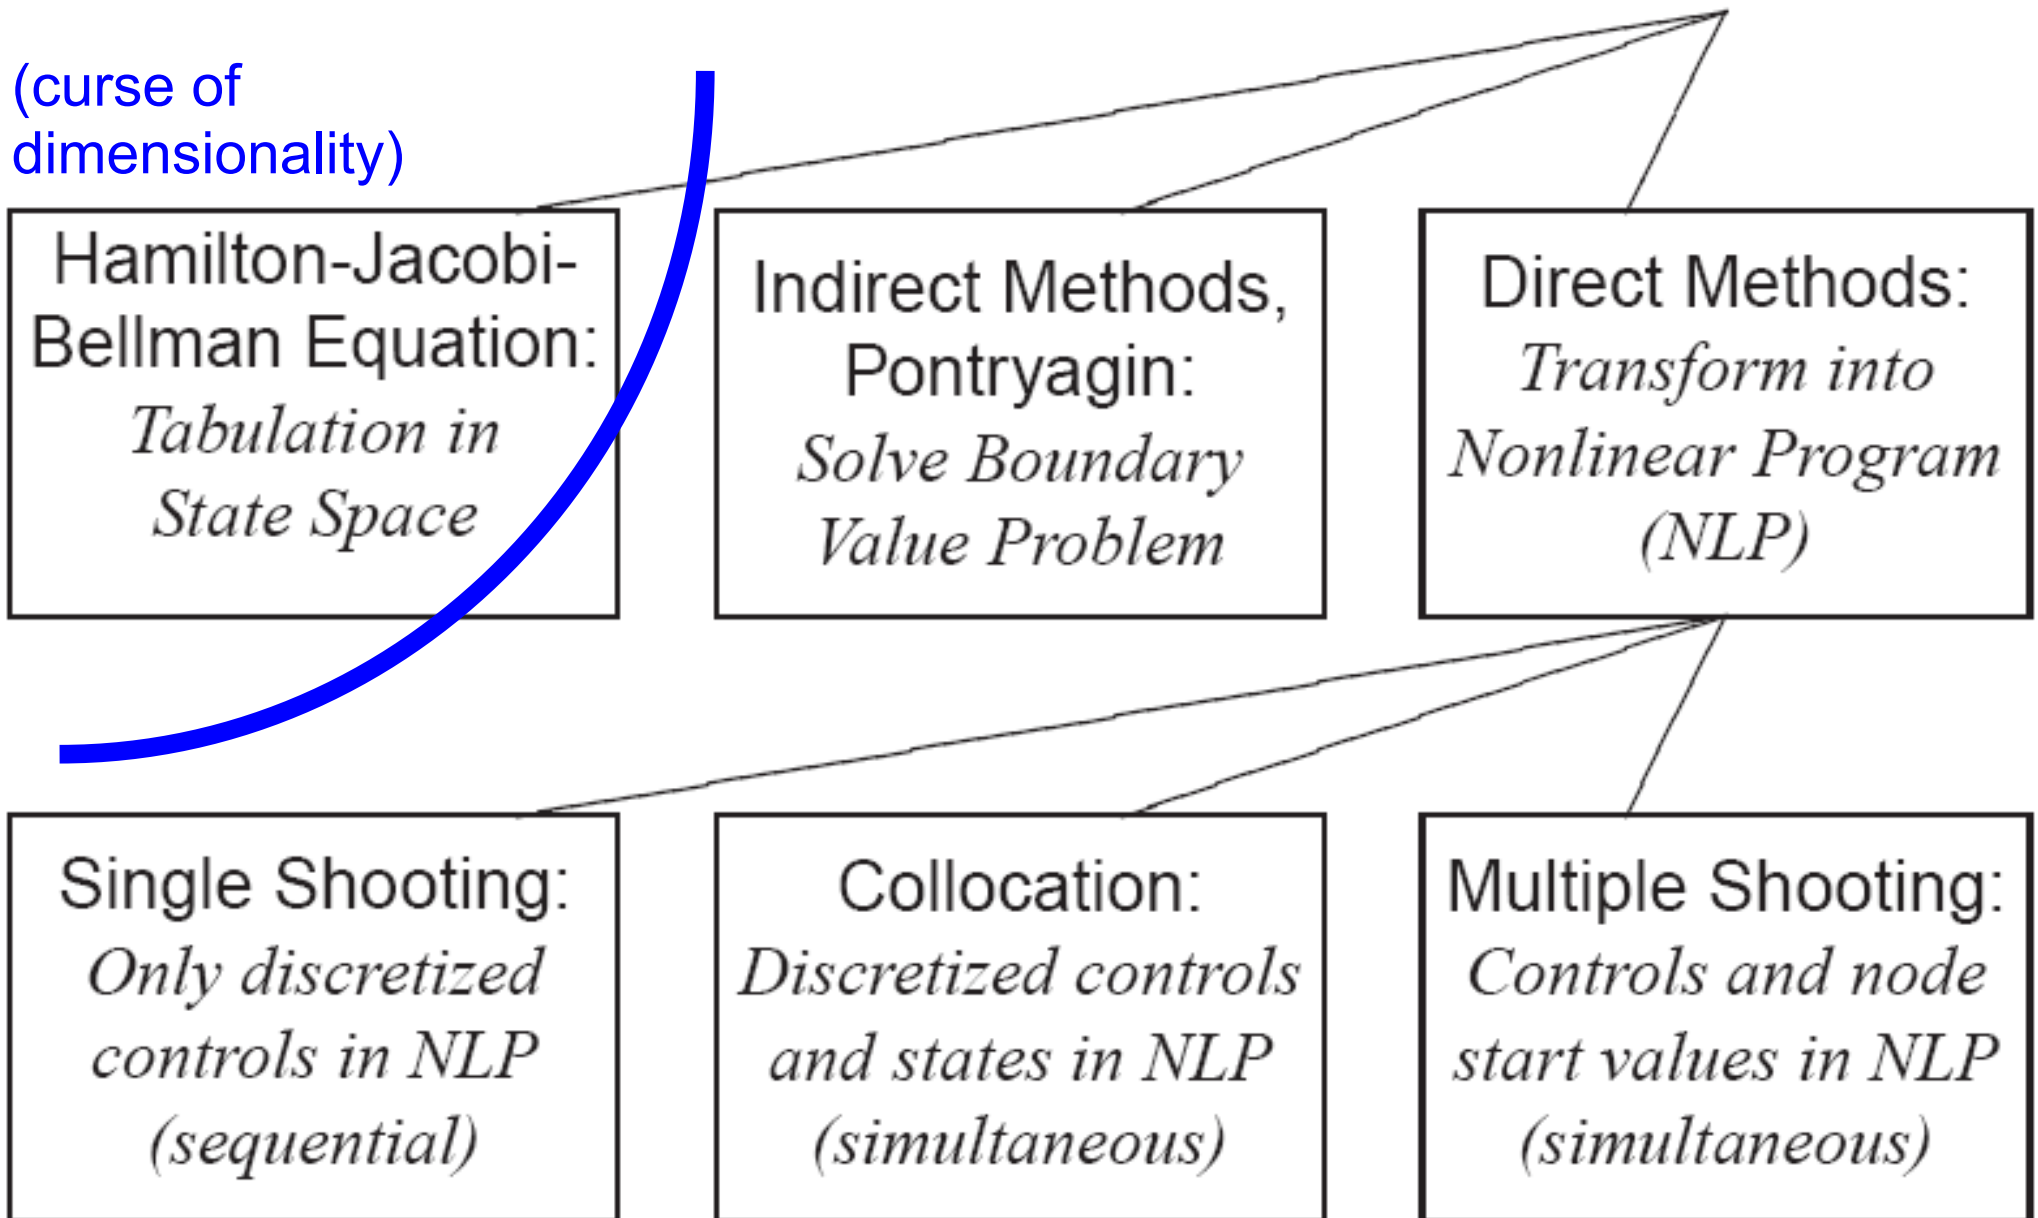 (curse of
dimensionality)
Hamilton-Jacobi-
Bellman Equation:
Tabulation in
State Space
Indirect Methods,
Pontryagin:
Solve Boundary
Value Problem
Direct Methods:
Transform into
Nonlinear Program
(NLP)
Single Shooting:
Only discretized
controls in NLP
(sequential)
Collocation:
Discretized controls
and states in NLP
(simultaneous)
Multiple Shooting:
Controls and node
start values in NLP
(simultaneous)